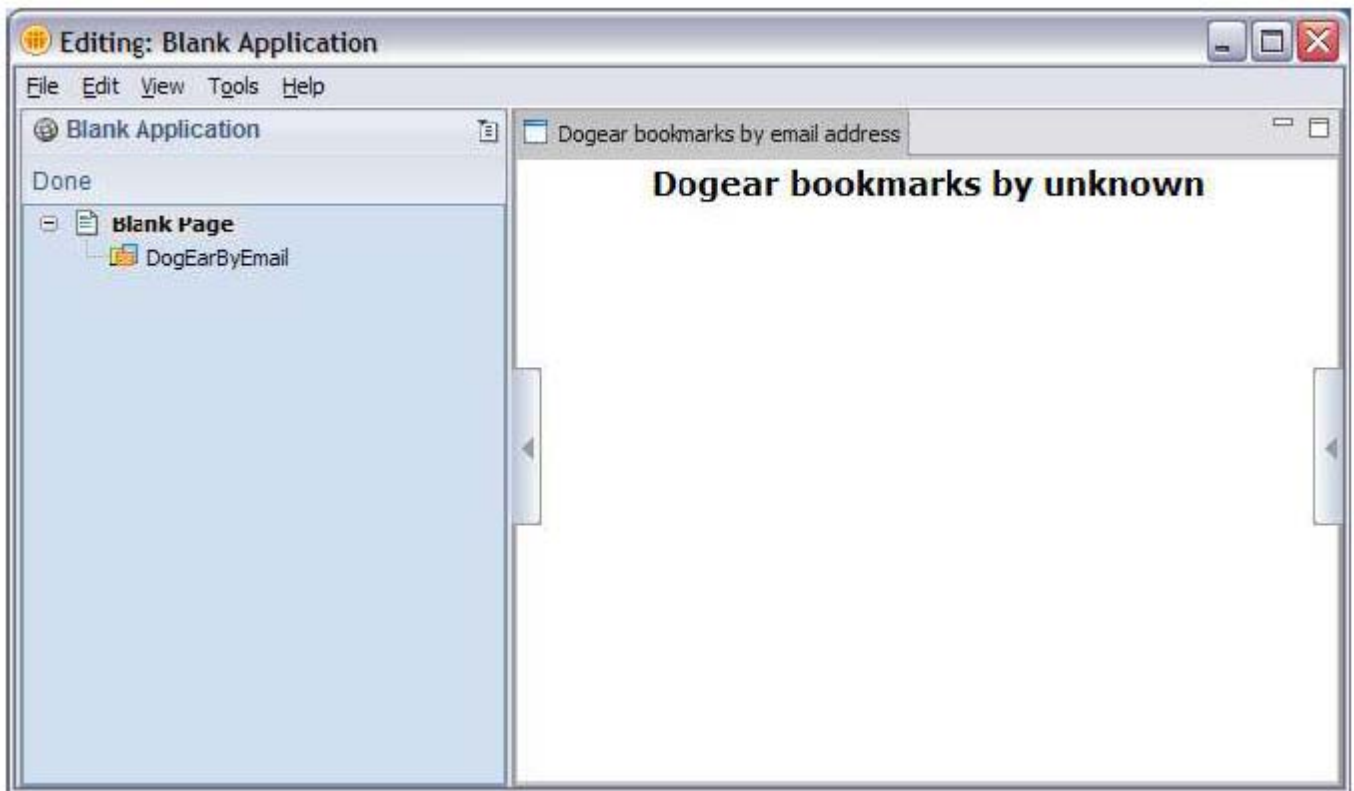 Editing: Blank Application
File Edit View Tools Help
Blank Application
Done
Blank Page
DogEarByEmail
Dogear bookmarks by email address
Dogear bookmarks by unknown